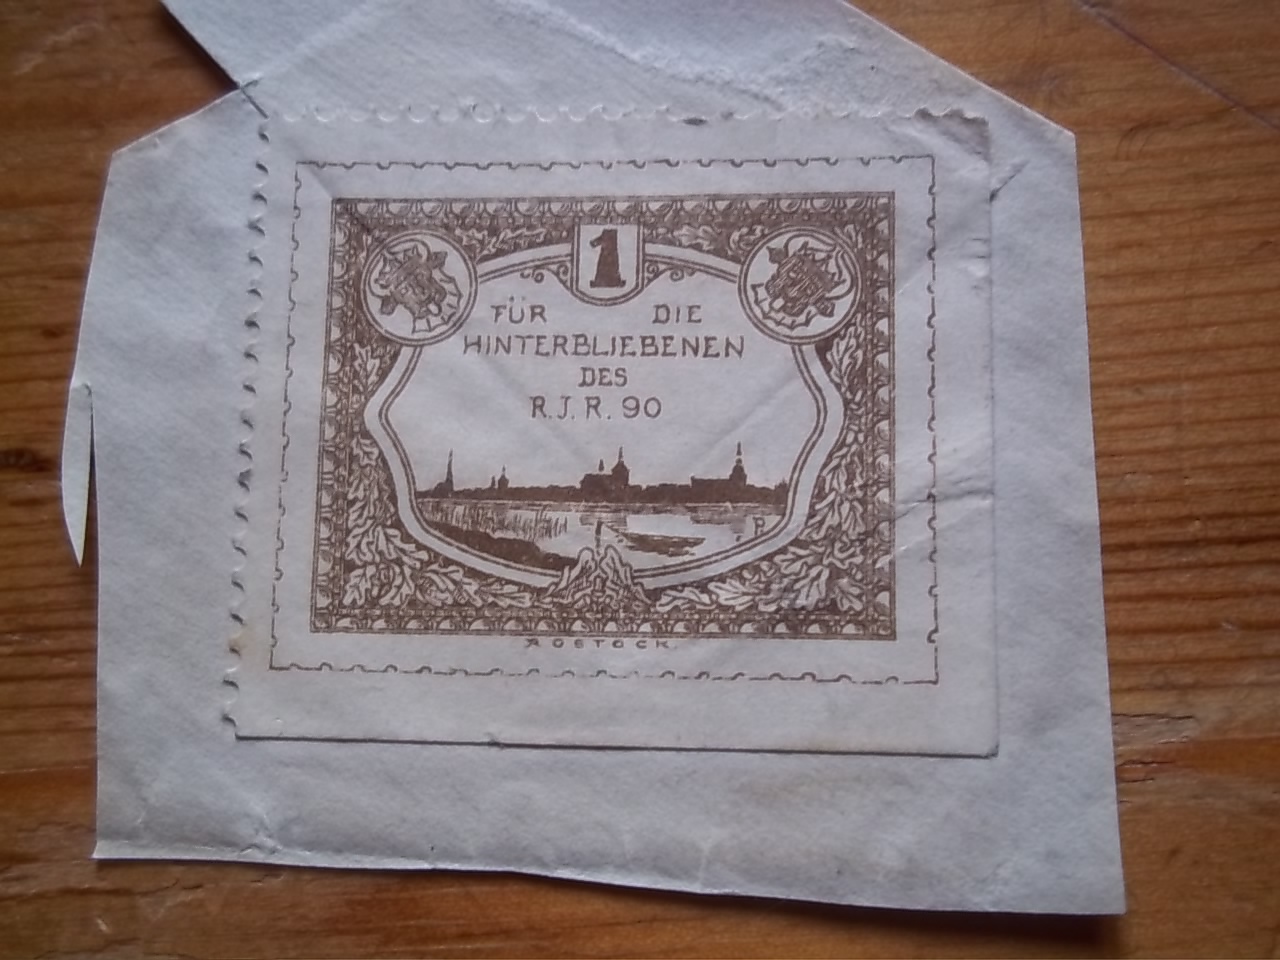 1
FÜR DIE
HINTERBLIEBENEN
DES
R.J.R. 90
ROSTOCK.